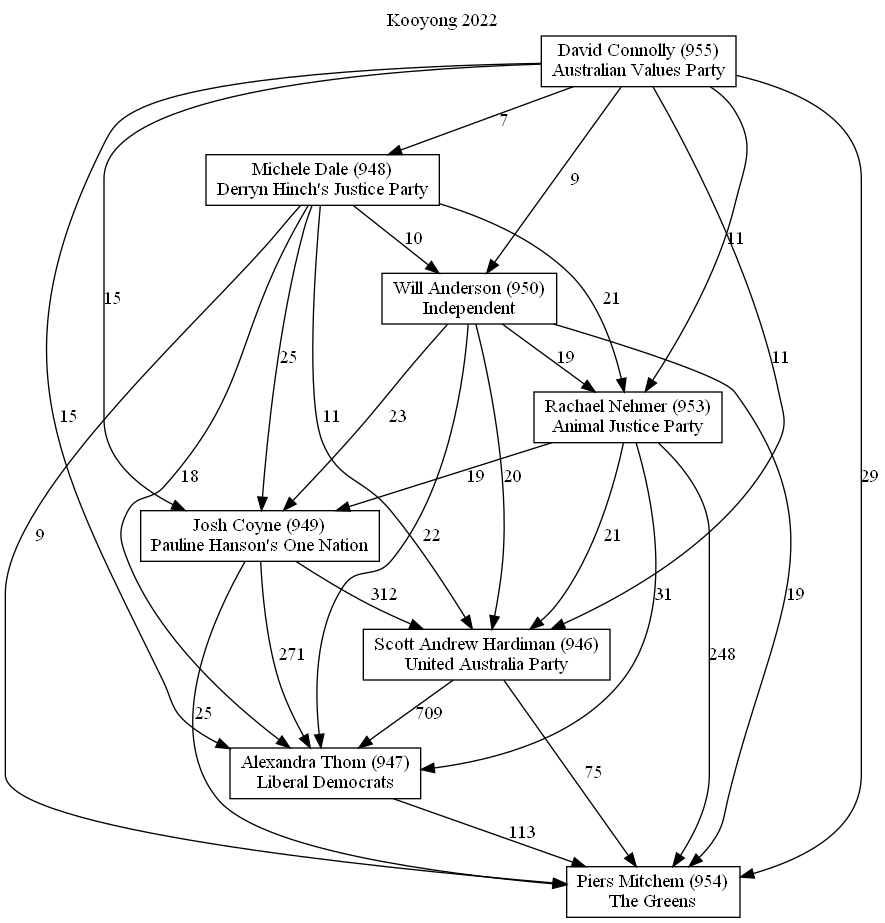 Kooyong 2022
David Connolly (955)
Australian Values Party
7
Michele Dale (948)
Derryn Hinch's Justice Party
9
11
10
Will Anderson (950)
Independent
15
21
25
19
11
Rachael Nehmer (953)
Animal Justice Party
15
11
23
18
19
20
29
Josh Coyne (949)
Pauline Hanson's One Nation
9
22
21
312
31
19
Scott Andrew Hardiman (946)
United Australia Party
271
248
25
709
Alexandra Thom (947)
Liberal Democrats
75
113
Piers Mitchem (954)
The Greens